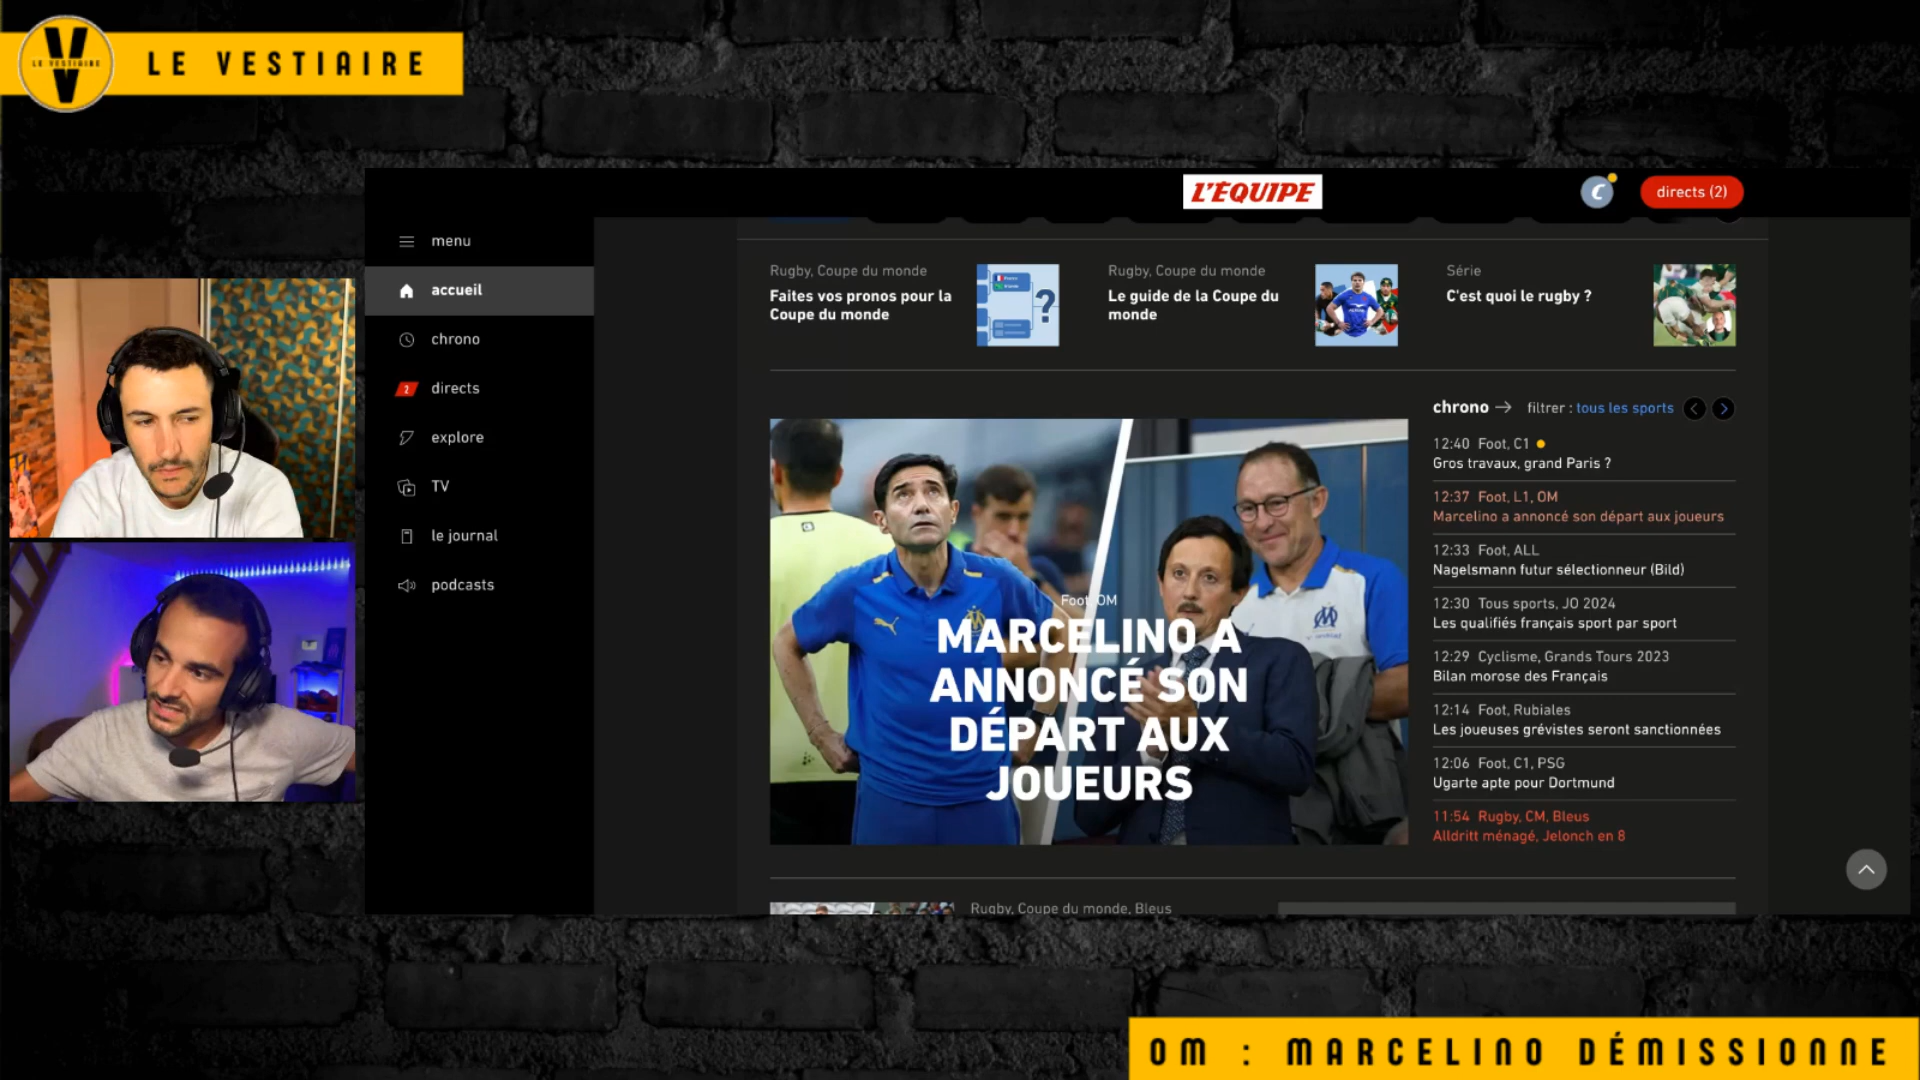 LE VESTIAIRE
LE VESTIAIRE
L'ÉQUIPE
C
directs (2)
menu
accueil
chrono
2
directs
explore
TV
le journal
podcasts
Rugby, Coupe du monde
Faites vos pronos pour la
Coupe du monde
?
Rugby, Coupe du monde
Le guide de la Coupe du
monde
Série
C'est quoi le rugby ?
Foot, OM
MARCELINO A
ANNONCÉ SON
DÉPART AUX
JOUEURS
chrono → filtrer : tous les sports
12:40 Foot, C1
Gros travaux, grand Paris ?
12:37 Foot, L1, OM
Marcelino a annoncé son départ aux joueurs
12:33 Foot, ALL
Nagelsmann futur sélectionneur (Bild)
12:30 Tous sports, JO 2024
Les qualifiés français sport par sport
12:29 Cyclisme, Grands Tours 2023
Bilan morose des Français
12:14 Foot, Rubiales
Les joueuses grévistes seront sanctionnées
12:06 Foot, C1, PSG
Ugarte apte pour Dortmund
11:54 Rugby, CM, Bleus
Alldritt ménagé, Jelonch en 8
Rugby, Coupe du monde, Bleus
OM : MARCELINO DÉMISSIONNE